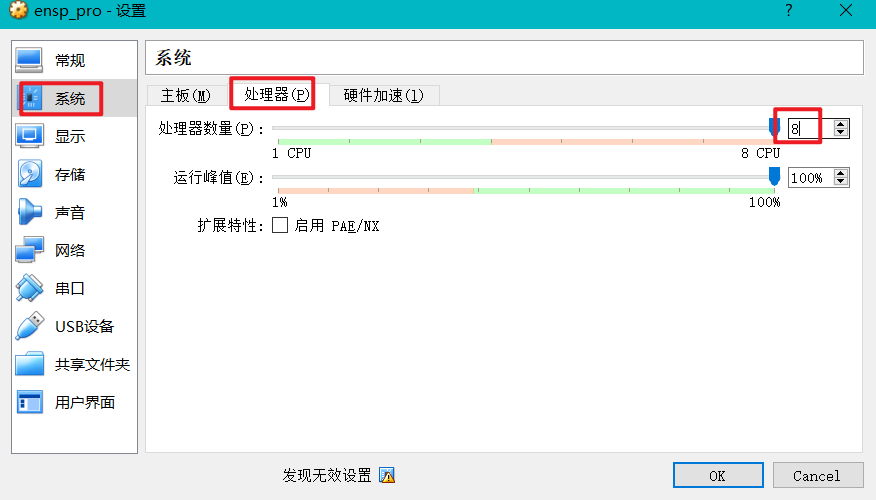 ensp_pro - 设置
常规
系统
显示
存储
声音
网络
串口
USB设备
共享文件夹
用户界面
系统
主板(M) 处理器(P) 硬件加速(l)
处理器数量(P): 8
1 CPU 8 CPU
运行峰值(E): 100%
1% 100%
扩展特性: 启用 PAE/NX
发现无效设置
OK Cancel